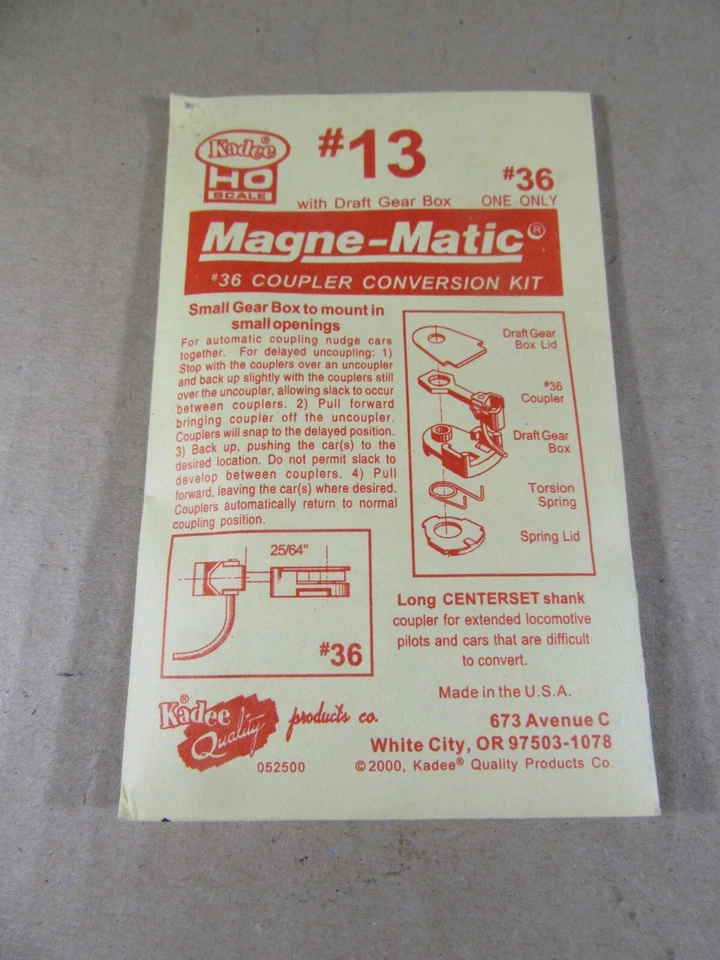 Kadee®
HO
SCALE
#13
with Draft Gear Box
#36
ONE ONLY
Magne-Matic®
#36 COUPLER CONVERSION KIT
Small Gear Box to mount in
small openings
For automatic coupling nudge cars
together. For delayed uncoupling: 1)
Stop with the couplers over an uncoupler
and back up slightly with the couplers still
over the uncoupler, allowing slack to occur
between couplers. 2) Pull forward
bringing coupler off the uncoupler.
Couplers will snap to the delayed position.
3) Back up, pushing the car(s) to the
desired location. Do not permit slack to
develop between couplers. 4) Pull
forward, leaving the car(s) where desired.
Couplers automatically return to normal
coupling position.
Draft Gear
Box Lid
#36
Coupler
Draft Gear
Box
Torsion
Spring
Spring Lid
25/64"
#36
Long CENTERSET shank
coupler for extended locomotive
pilots and cars that are difficult
to convert.
Made in the U.S.A.
Kadee®
Quality
products co.
673 Avenue C
White City, OR 97503-1078
052500
©2000, Kadee® Quality Products Co.